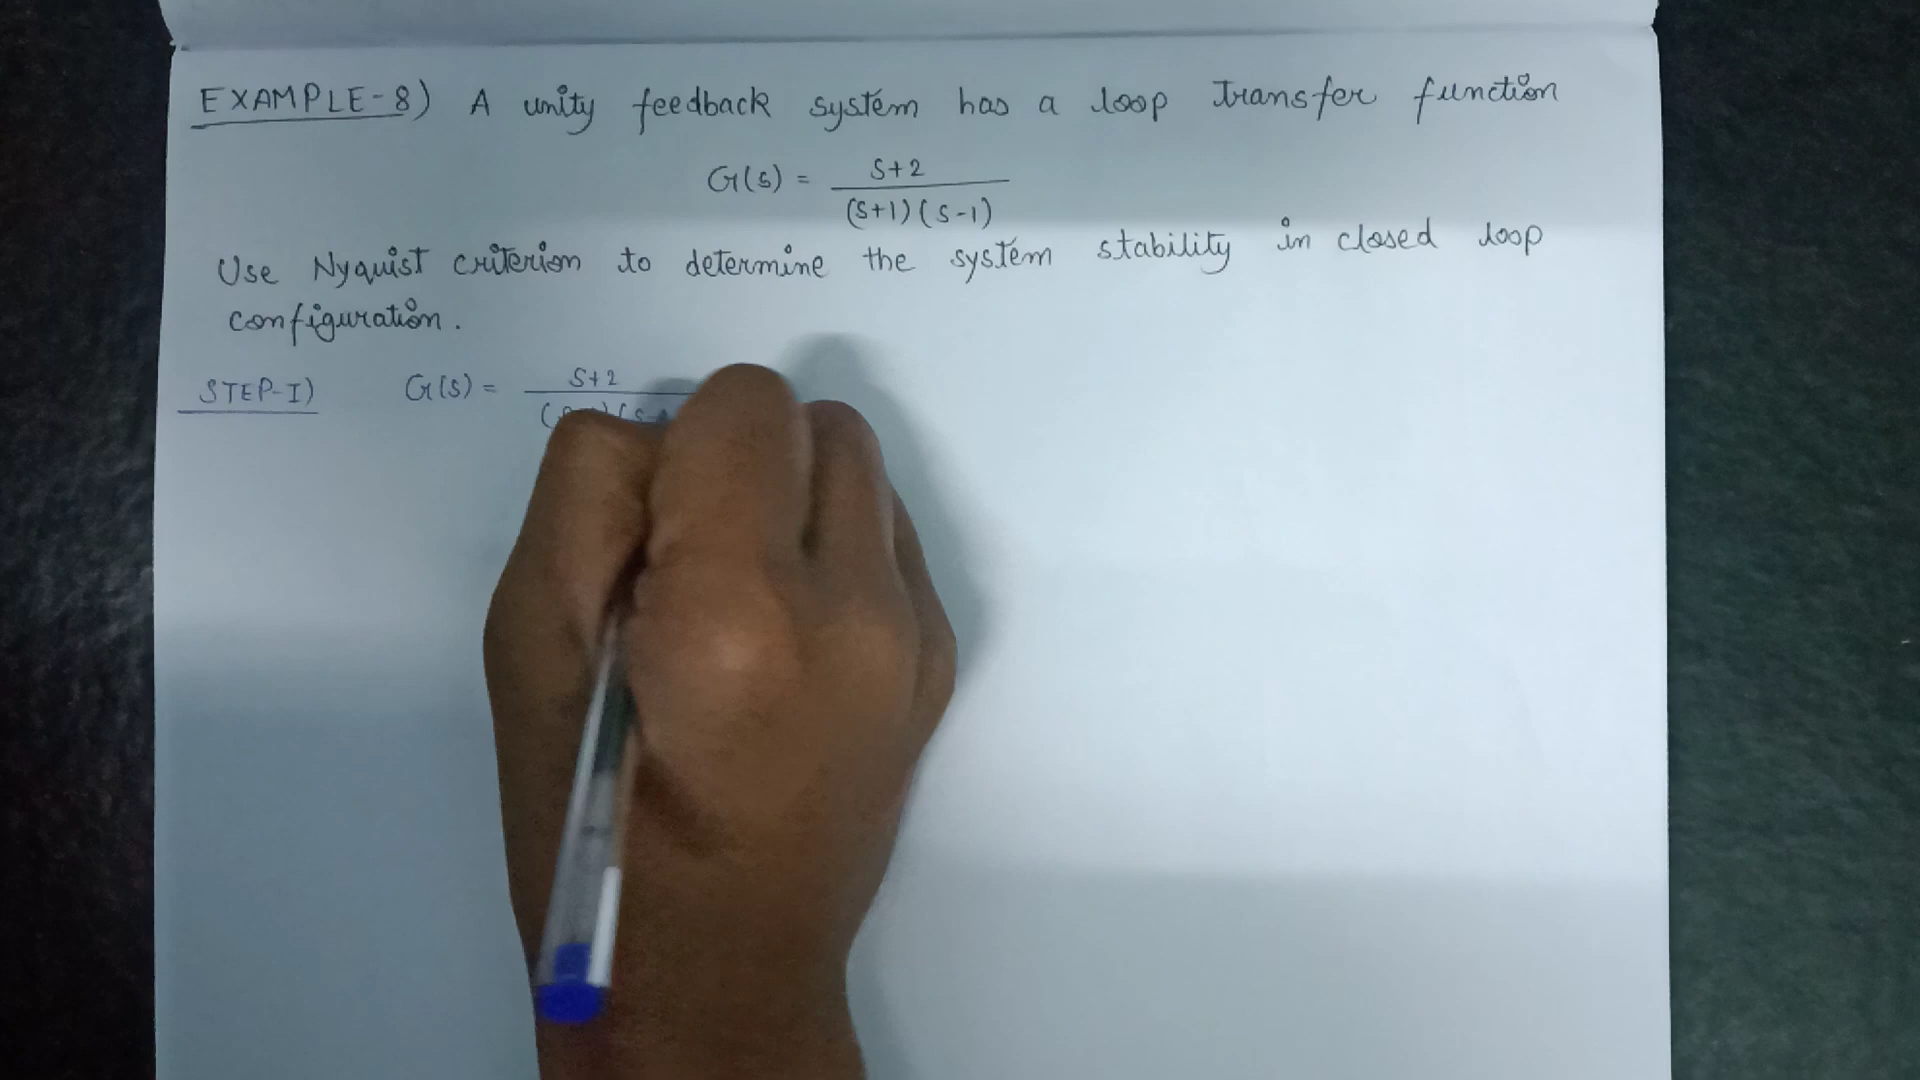 EXAMPLE-8) A unity feedback system has a loop transfer function
G(s) = s+2 / (s+1)(s-1)
Use Nyquist criterion to determine the system stability in closed loop
configuration.
STEP-I) G(s) = s+2